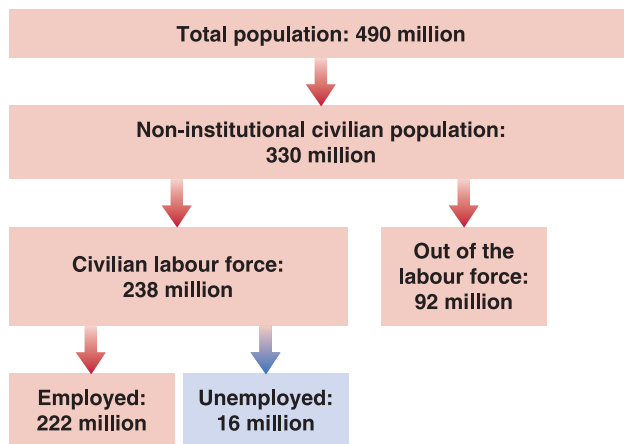 Total population: 490 million
Non-institutional civilian population:
330 million
Civilian labour force:
238 million
Out of the
labour force:
92 million
Employed:
222 million
Unemployed:
16 million